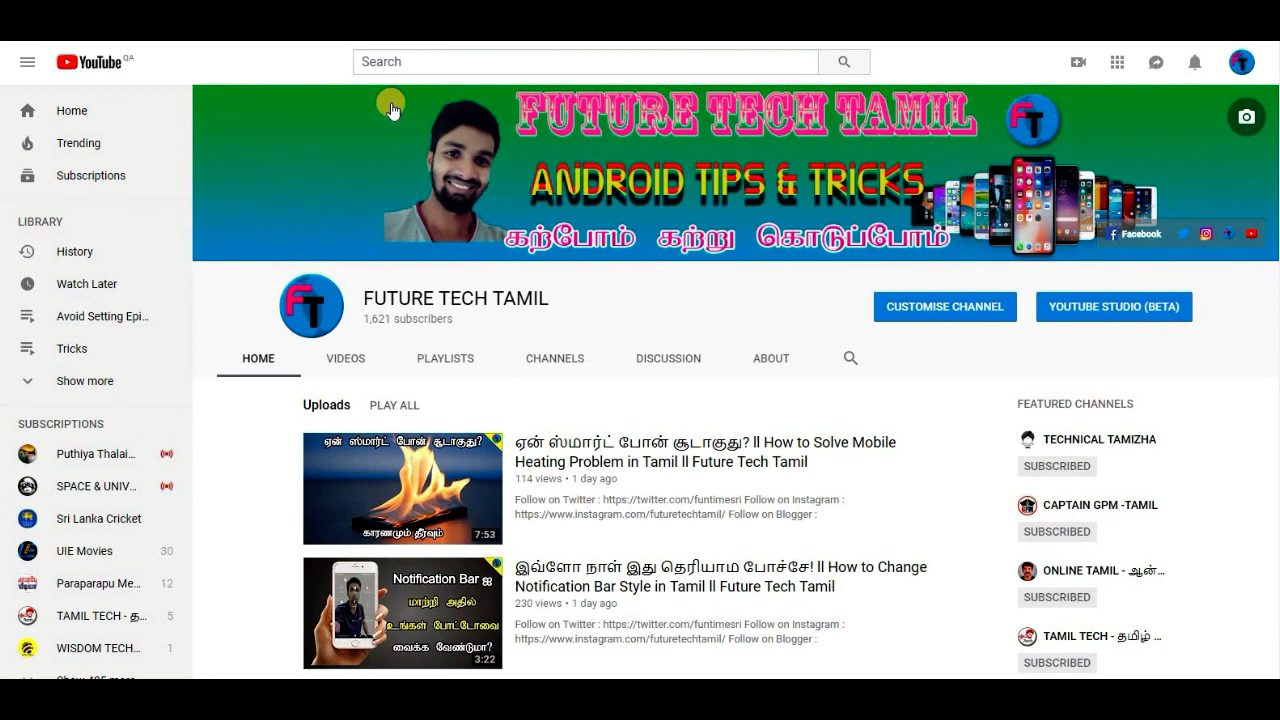 YouTube QA
Search
Home
Trending
Subscriptions
LIBRARY
History
Watch Later
Avoid Setting Epi...
Tricks
Show more
SUBSCRIPTIONS
Puthiya Thalai...
SPACE & UNIV...
Sri Lanka Cricket
UIE Movies 30
Paraparapu Me... 12
TAMIL TECH - த... 5
WISDOM TECH... 1
FUTURE TECH TAMIL
FT
ANDROID TIPS & TRICKS
கற்போம் கற்று கொடுப்போம்
Facebook
FT
FUTURE TECH TAMIL
1,621 subscribers
CUSTOMISE CHANNEL
YOUTUBE STUDIO (BETA)
HOME VIDEOS PLAYLISTS CHANNELS DISCUSSION ABOUT
Uploads PLAY ALL
ஏன் ஸ்மார்ட் போன் சூடாகுது?
காரணமும் தீர்வும்
7:53
ஏன் ஸ்மார்ட் போன் சூடாகுது? ll How to Solve Mobile
Heating Problem in Tamil ll Future Tech Tamil
114 views • 1 day ago
Follow on Twitter : https://twitter.com/funtimesri Follow on Instagram :
https://www.instagram.com/futuretechtamil/ Follow on Blogger :
Notification Bar ஐ
மாற்றி அதில்
உங்கள் போட்டோவை
வைக்க வேண்டுமா?
3:22
இவ்ளோ நாள் இது தெரியாம போச்சே! ll How to Change
Notification Bar Style in Tamil ll Future Tech Tamil
230 views • 1 day ago
Follow on Twitter : https://twitter.com/funtimesri Follow on Instagram :
https://www.instagram.com/futuretechtamil/ Follow on Blogger :
FEATURED CHANNELS
TECHNICAL TAMIZHA
SUBSCRIBED
CAPTAIN GPM -TAMIL
SUBSCRIBED
ONLINE TAMIL - ஆன்...
SUBSCRIBED
TAMIL TECH - தமிழ் ...
SUBSCRIBED